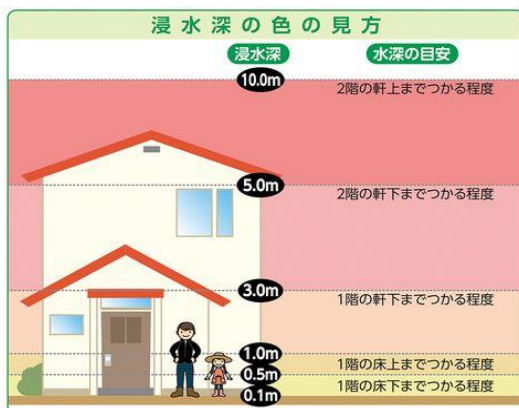 浸水深の色の見方
浸水深 水深の目安
10.0m
2階の軒上までつかる程度
5.0m
2階の軒下までつかる程度
3.0m
1階の軒下までつかる程度
1.0m
1階の床上までつかる程度
0.5m
1階の床下までつかる程度
0.1m